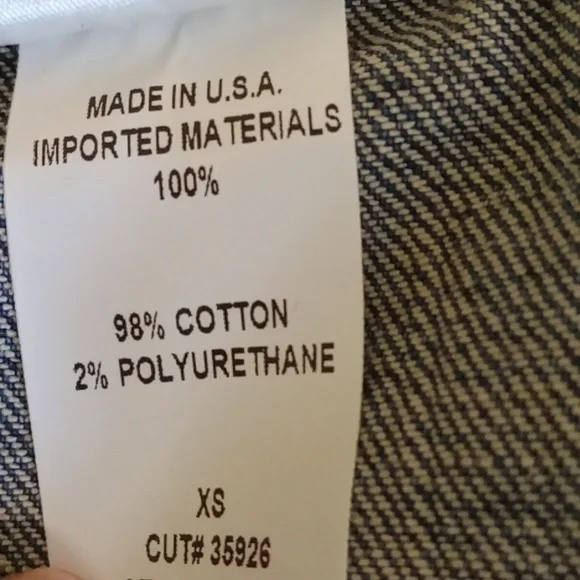 MADE IN U.S.A.
IMPORTED MATERIALS
100%
98% COTTON
2% POLYURETHANE
XS
CUT# 35926